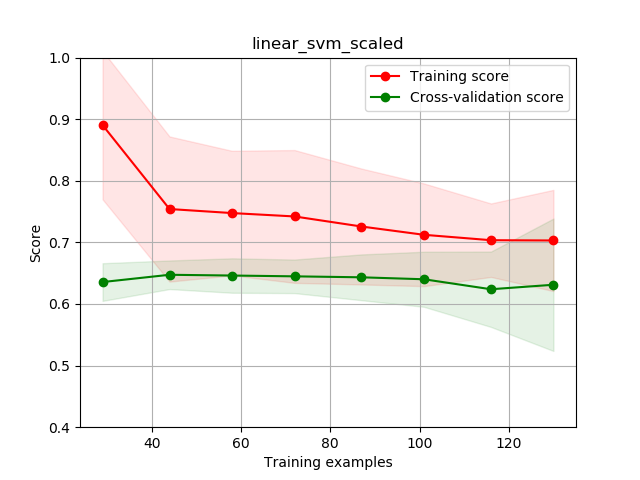 linear_svm_scaled
Training score
Cross-validation score
1.0
0.9
0.8
0.7
0.6
0.5
0.4
Score
40 60 80 100 120
Training examples